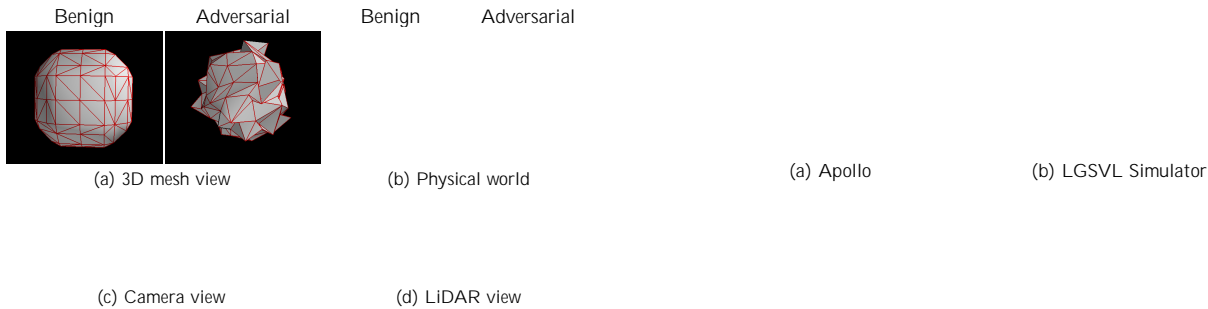 Benign Adversarial Benign Adversarial
(a) 3D mesh view
(b) Physical world
(a) Apollo
(b) LGSVL Simulator
(c) Camera view
(d) LiDAR view